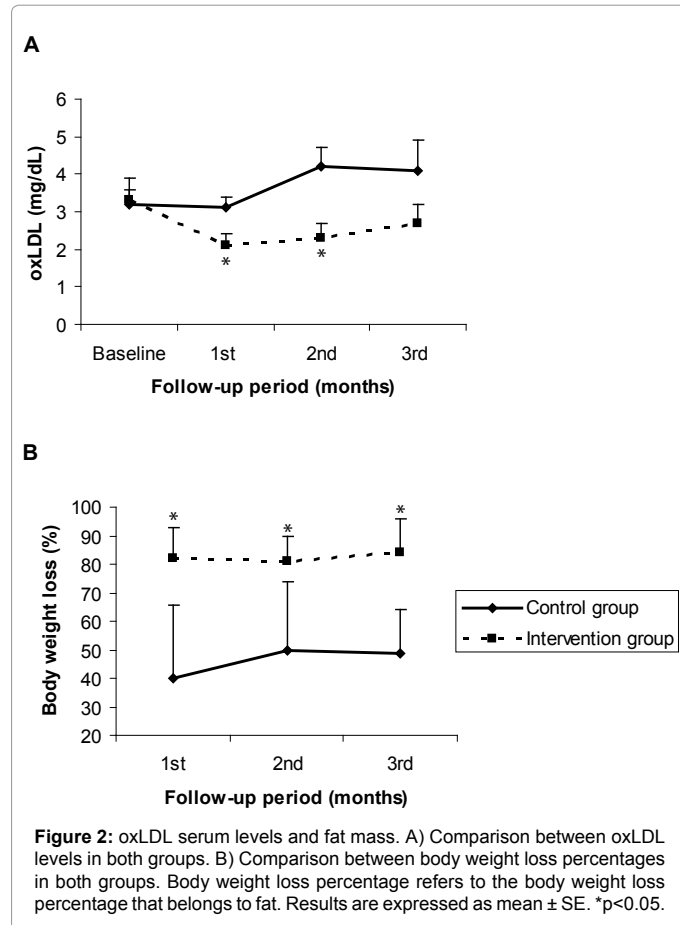 A
6
5
4
3
2
1
0
oxLDL (mg/dL)
* *
Baseline 1st 2nd 3rd
Follow-up period (months)
B
100
90
80
70
60
50
40
30
20
Body weight loss (%)
* * *
Control group
Intervention group
1st 2nd 3rd
Follow-up period (months)
Figure 2: oxLDL serum levels and fat mass. A) Comparison between oxLDL
levels in both groups. B) Comparison between body weight loss percentages
in both groups. Body weight loss percentage refers to the body weight loss
percentage that belongs to fat. Results are expressed as mean ± SE. *p<0.05.